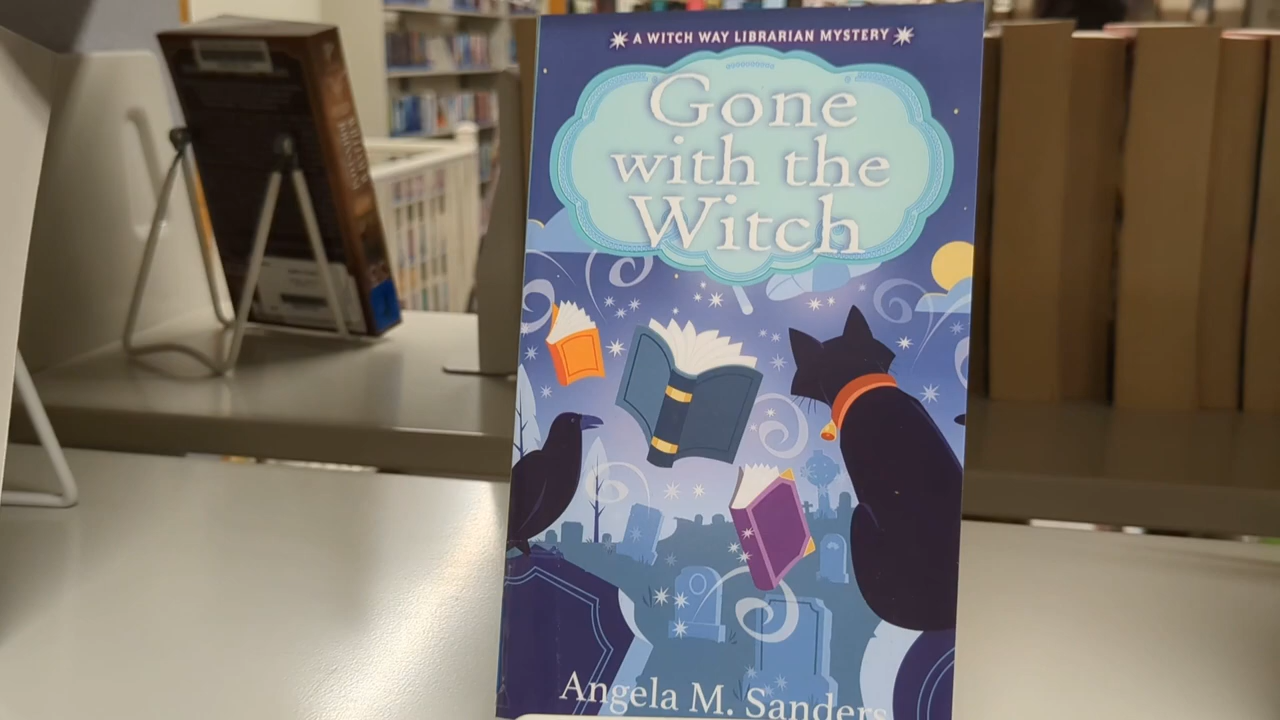 A WITCH WAY LIBRARIAN MYSTERY
Gone
with the
Witch
Angela M. Sanders